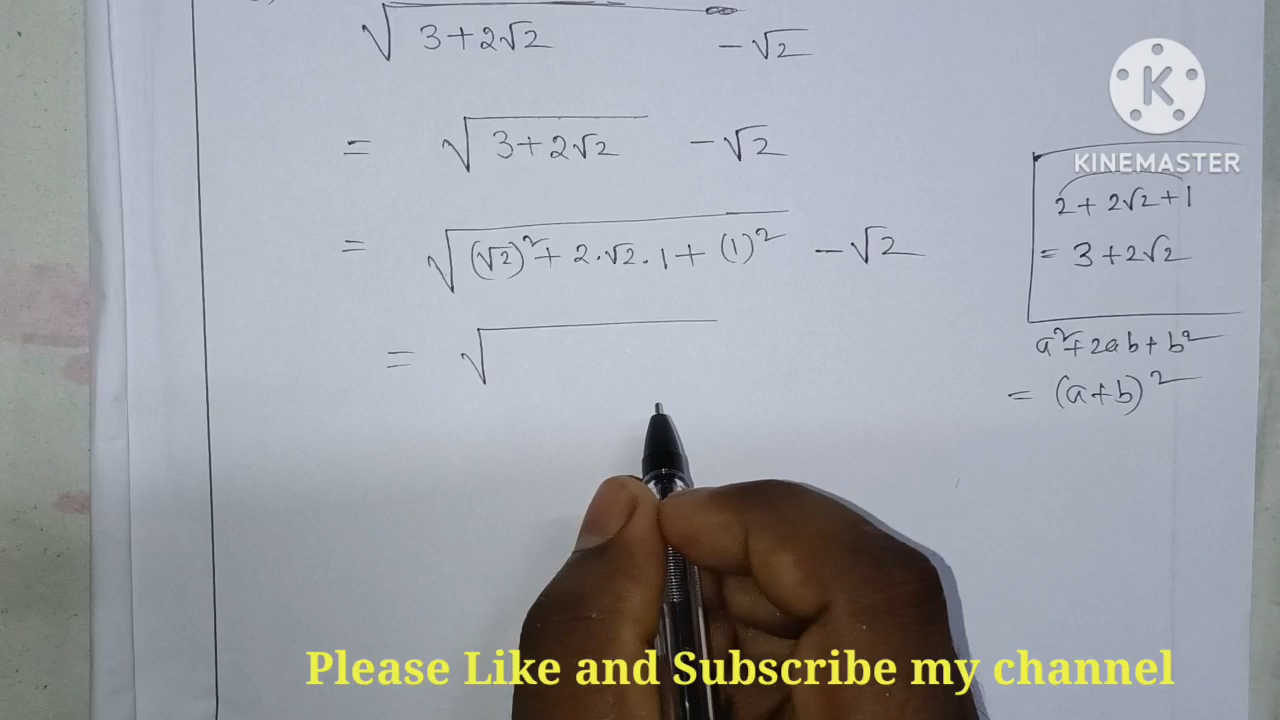 √3+2√2 -√2
= √3+2√2 -√2
= √(√2)²+2.√2.1+(1)² -√2
= √
K
KINEMASTER
2+2√2+1
= 3+2√2
a²+2ab+b²
= (a+b)²
Please Like and Subscribe my channel